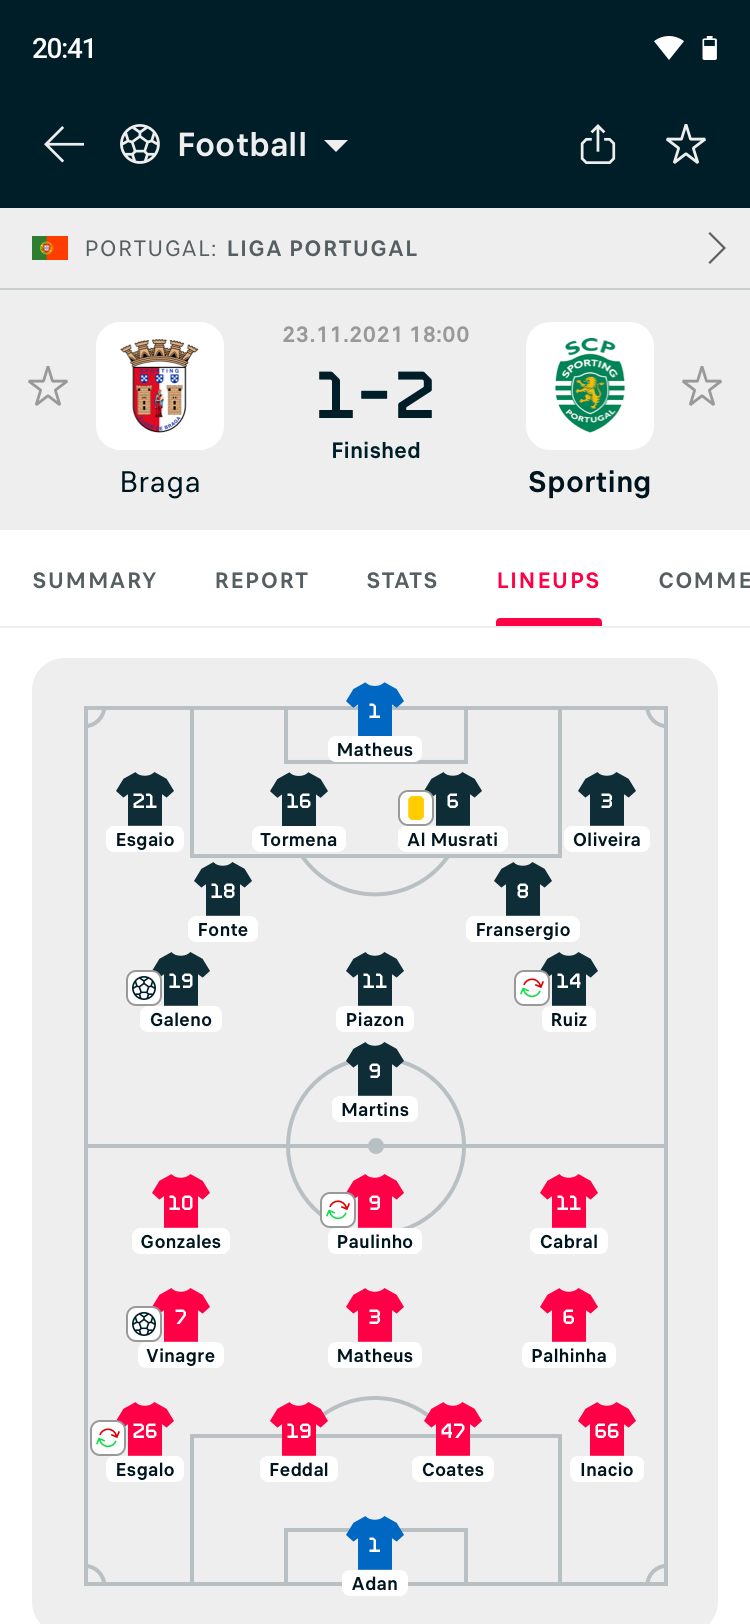 20:41
Football
PORTUGAL: LIGA PORTUGAL
23.11.2021 18:00
1-2
Finished
SCP
SPORTING
PORTUGAL
Braga
Sporting
SUMMARY REPORT STATS LINEUPS COMME
1
Matheus
21 16 6 3
Esgaio Tormena Al Musrati Oliveira
18 8
Fonte Fransergio
19 11 14
Galeno Piazon Ruiz
9
Martins
10 9 11
Gonzales Paulinho Cabral
7 3 6
Vinagre Matheus Palhinha
26 19 47 66
Esgalo Feddal Coates Inacio
1
Adan